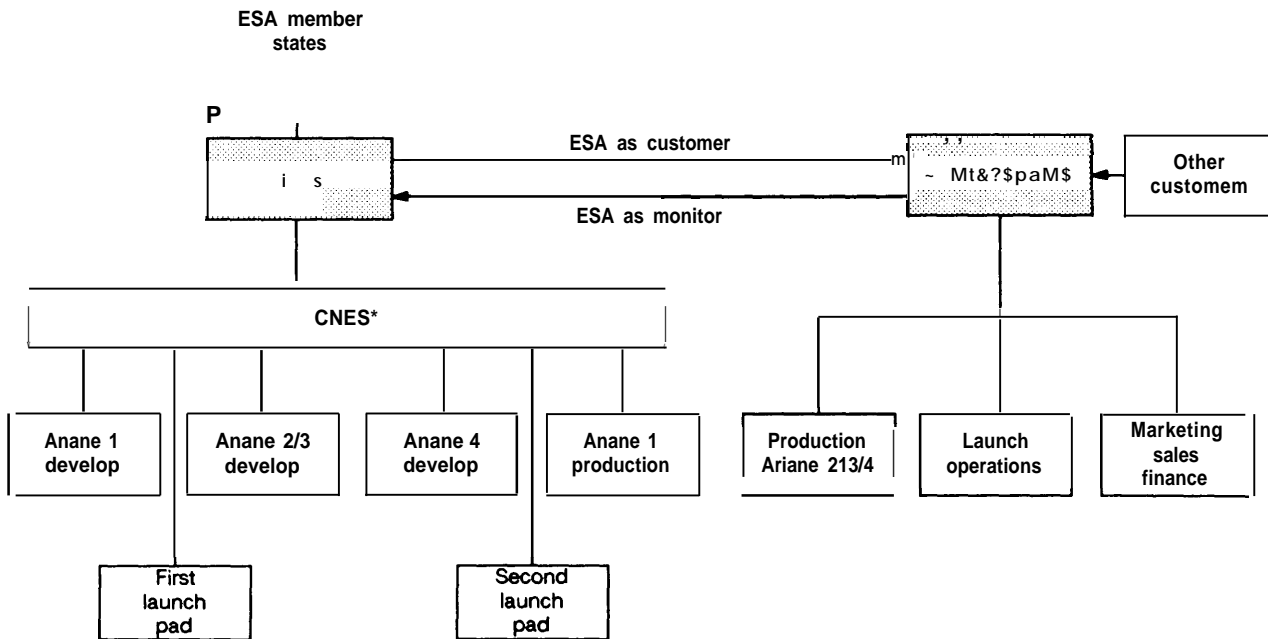 ESA member
states
P
ESA as customer
i s
m
~ Mt&?$paM$
Other
customem
ESA as monitor
CNES*
Anane 1
develop
Anane 2/3
develop
Anane 4
develop
Anane 1
production
Production
Ariane 213/4
Launch
operations
Marketing
sales
finance
First
launch
pad
Second
launch
pad